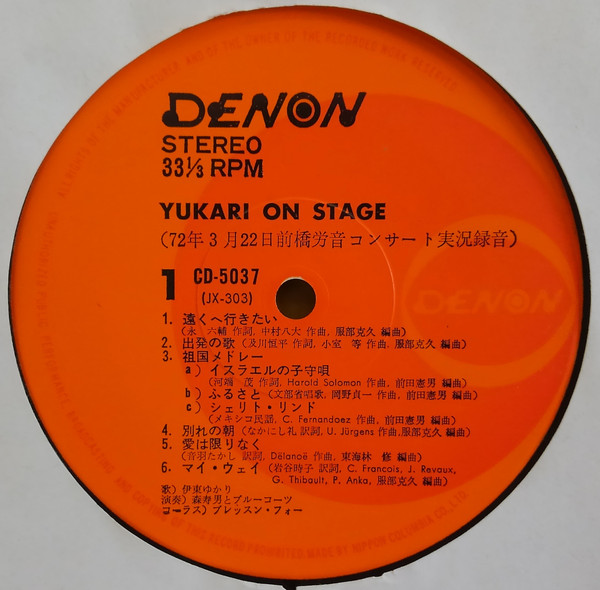 DENON
STEREO
33⅓ RPM
YUKARI ON STAGE
(72年3月22日前橋労音コンサート実況録音)
1 CD-5037
(JX-303)
DENON
1. 遠くへ行きたい
(永 六輔 作詞, 中村八大 作曲, 服部克久 編曲)
2. 出発の歌 (及川恒平 作詞, 小室 等 作曲, 服部克久 編曲)
3. 祖国メドレー
a) イスラエルの子守唄
(河端 茂 作詞, Harold Solomon 作曲, 前田憲男 編曲)
b) ふるさと (文部省唱歌, 岡野貞一 作曲, 前田憲男 編曲)
c) シェリト・リンド
(メキシコ民謡, C. Fernandoez 作曲, 前田憲男 編曲)
4. 別れの朝 (なかにし礼 訳詞, U. Jürgens 作曲, 服部克久 編曲)
5. 愛は限りなく
(音羽たかし 訳詞, Délanoë 作曲, 東海林 修 編曲)
6. マイ・ウェイ (岩谷時子 訳詞, C. Francois, J. Revaux,
G. Thibault, P. Anka, 服部克久 編曲)
歌) 伊東ゆかり
演奏) 森寿男とブルーコーツ
コーラス) ブレッスン・フォー
OF THIS RECORD PROHIBITED. MADE BY NIPPON COLUMBIA CO., LTD.